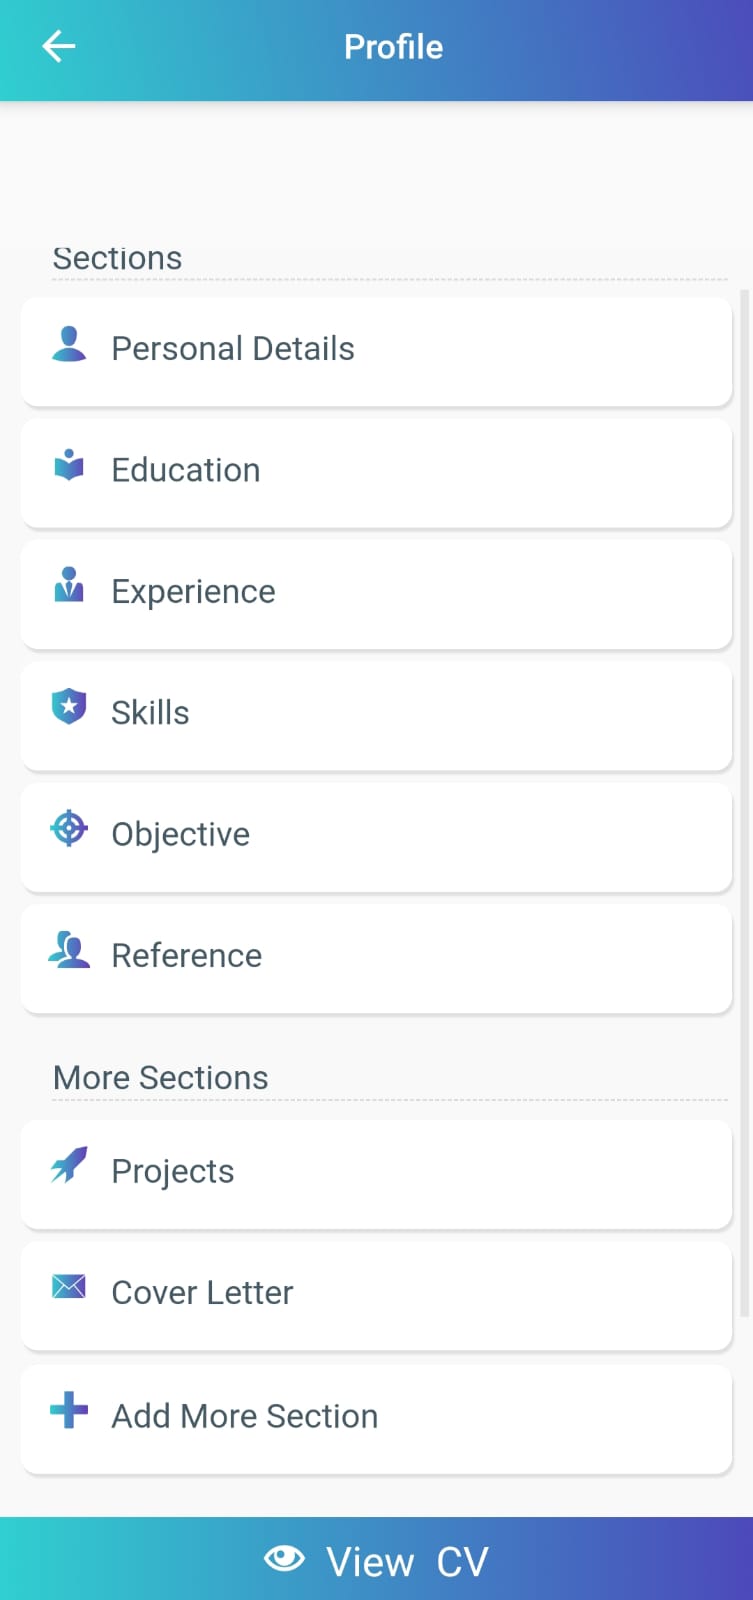 Profile
Sections
Personal Details
Education
Experience
Skills
Objective
Reference
More Sections
Projects
Cover Letter
Add More Section
View CV